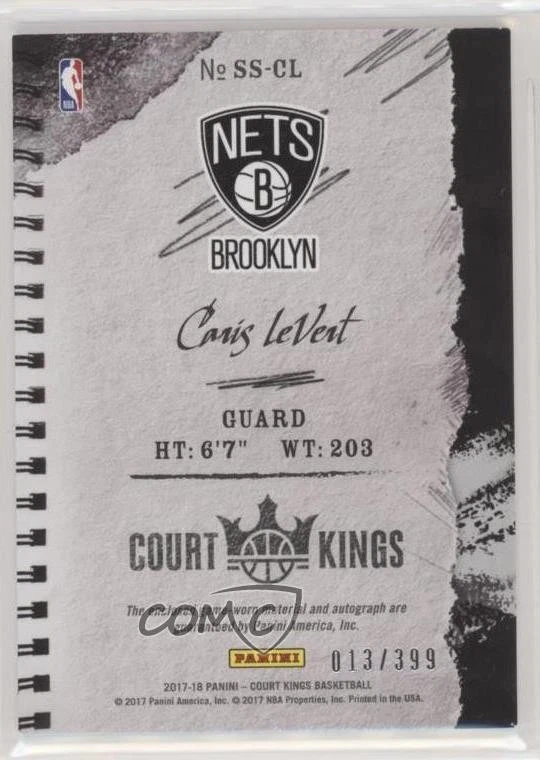 No SS-CL
NBA
NETS
B
BROOKLYN
Caris LeVert
GUARD
HT: 6'7" WT: 203
COURT KINGS
The enclosed game-worn material and autograph are
guaranteed by Panini America, Inc.
COMC
PANINI 013/399
2017-18 PANINI – COURT KINGS BASKETBALL
© 2017 Panini America, Inc. © 2017 NBA Properties, Inc. Printed in the USA.